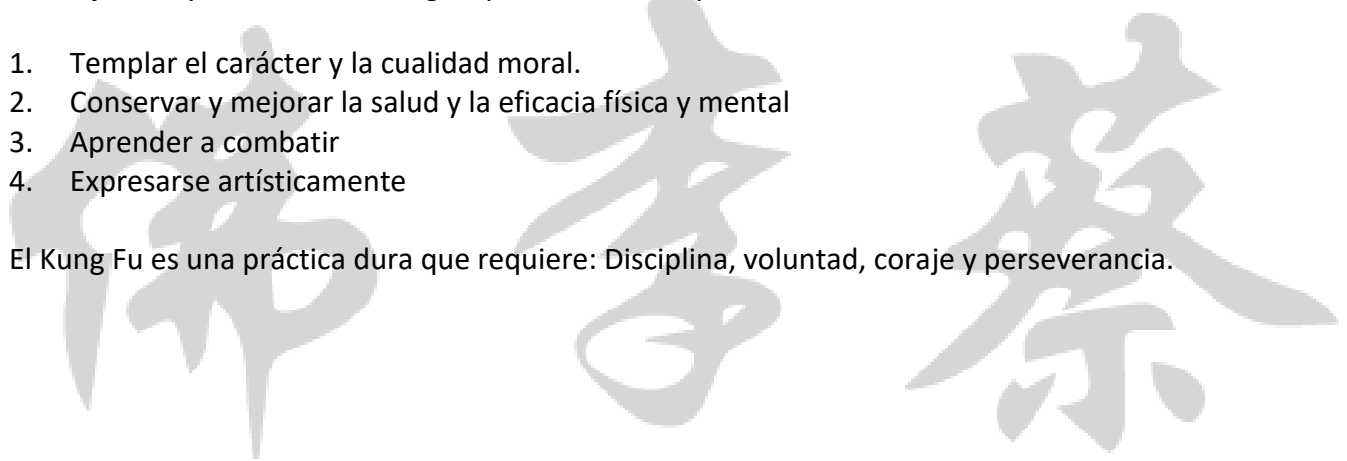 1. Templar el carácter y la cualidad moral.
2. Conservar y mejorar la salud y la eficacia física y mental
3. Aprender a combatir
4. Expresarse artísticamente
El Kung Fu es una práctica dura que requiere: Disciplina, voluntad, coraje y perseverancia.
佛李蔡